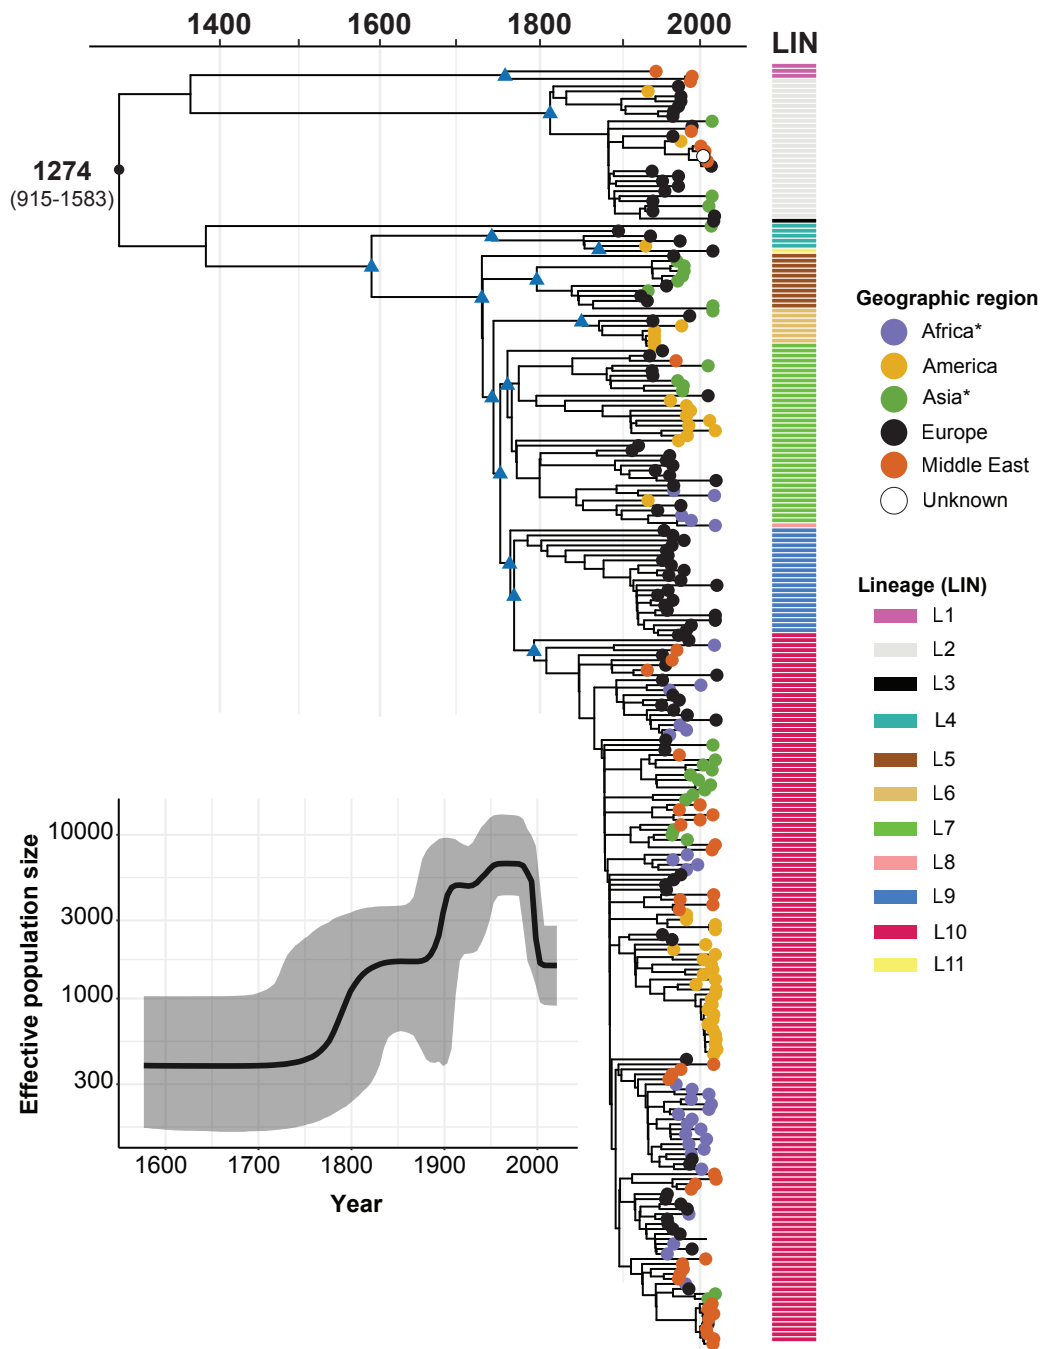 1400 1600 1800 2000
LIN
1274
(915-1583)
Geographic region
Africa*
America
Asia*
Europe
Middle East
Unknown
Lineage (LIN)
L1
L2
L3
L4
L5
L6
L7
L8
L9
L10
L11
Effective population size
10000
3000
1000
300
1600 1700 1800 1900 2000
Year